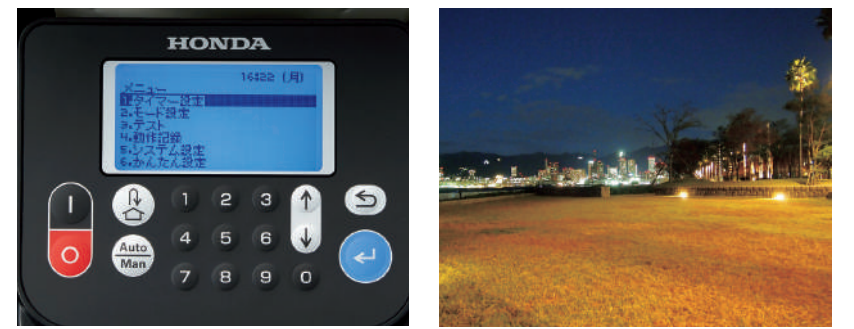 HONDA
16:22 (月)
メニュー
1.タイマー設定
2.モード設定
3.テスト
4.動作記録
5.システム設定
6.かんたん設定
I
1 2 3
Auto
Man
4 5 6
O
7 8 9 0